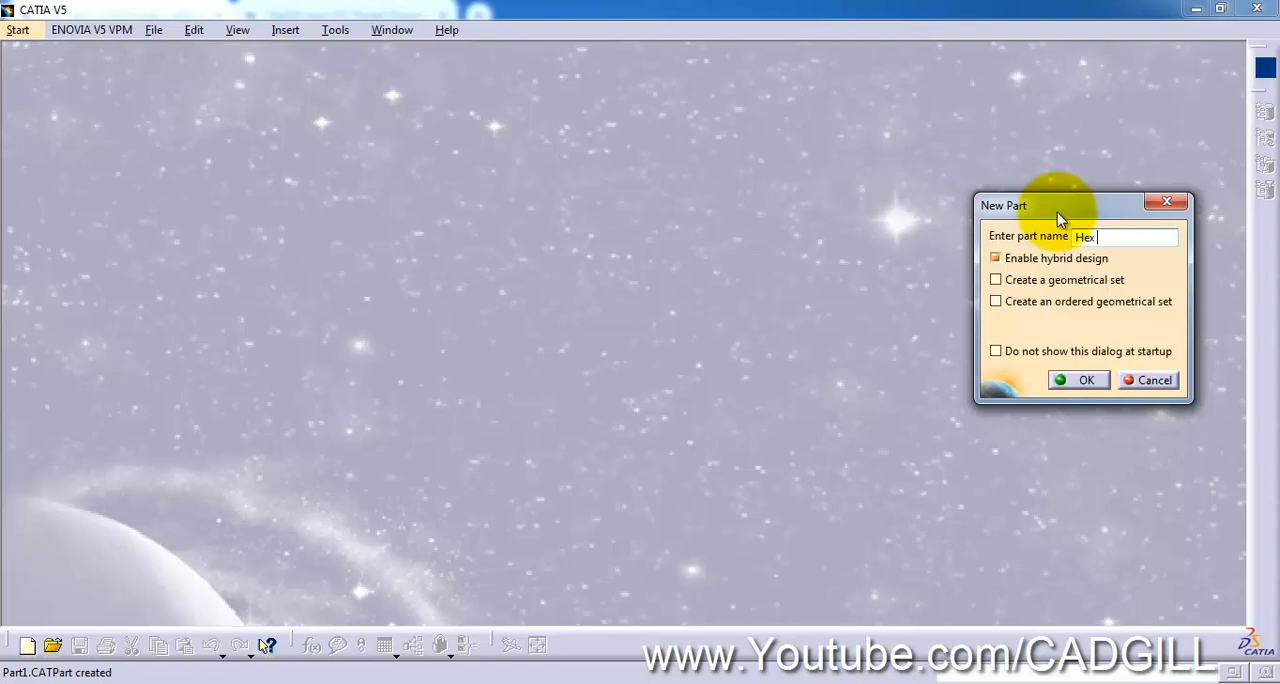 CATIA V5
Start ENOVIA V5 VPM File Edit View Insert Tools Window Help
New Part
Enter part name Hex
Enable hybrid design
Create a geometrical set
Create an ordered geometrical set
Do not show this dialog at startup
OK Cancel
f(x)
www.Youtube.com/CADGILL
CATIA
Part1.CATPart created